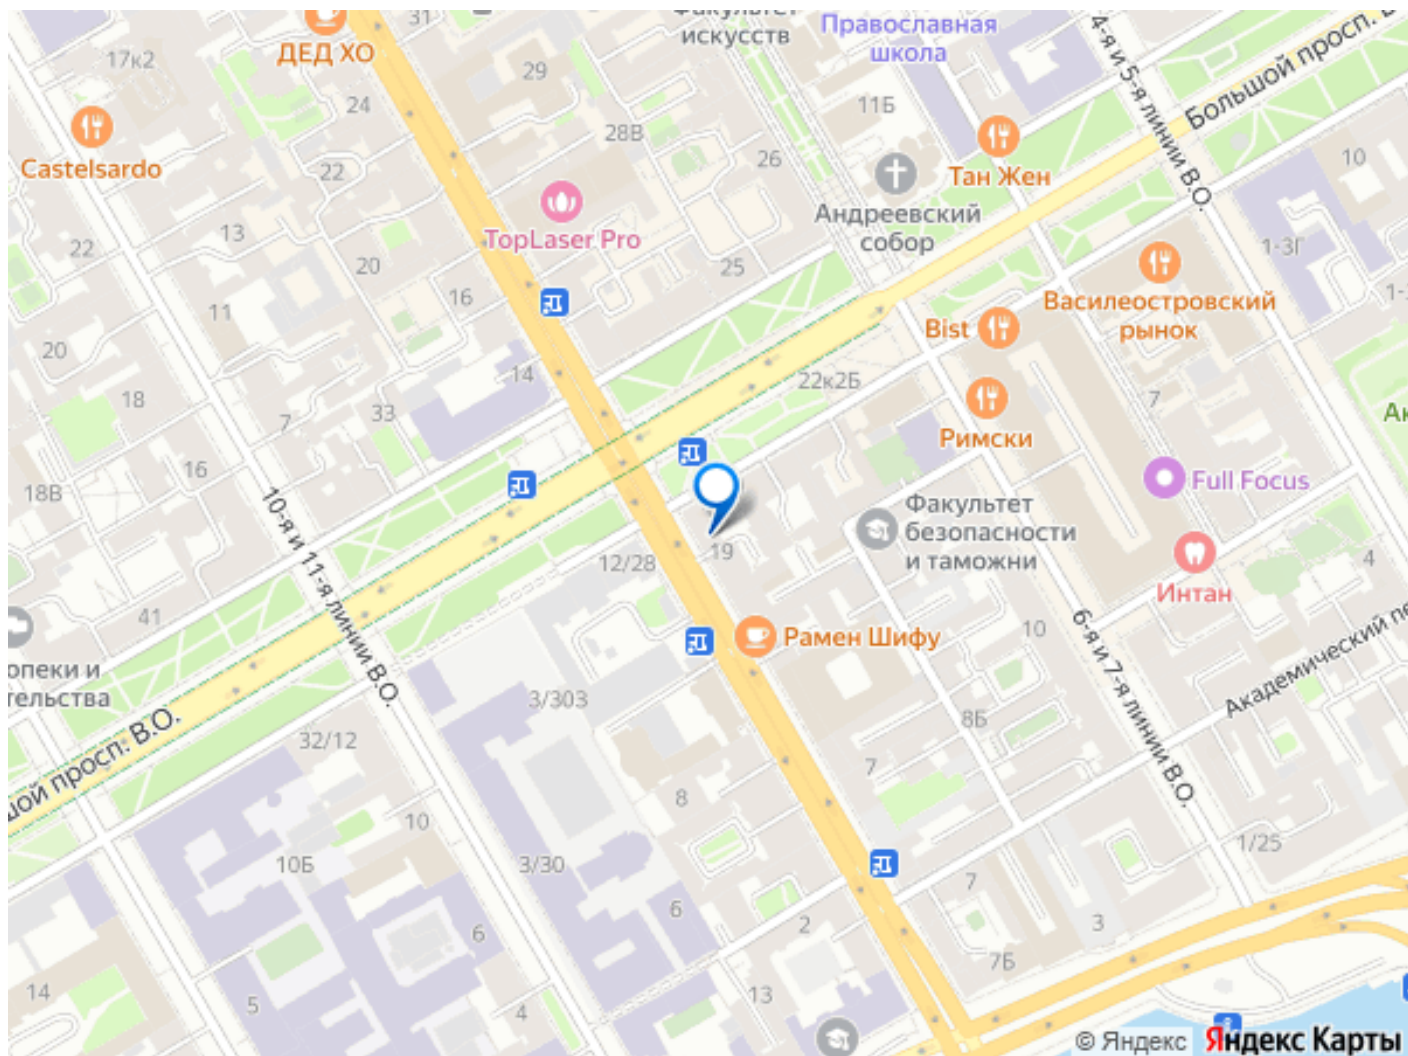 31
искусств
Православная
школа
4-я и 5-я линии В.О.
Большой просп.
17к2
ДЕД ХО
29
24
28В
11Б
26
Тан Жен
10
Castelsardo
22
Андреевский
собор
TopLaser Pro
22
13
20
16
25
1-3Г
11
Василеостровский
рынок
Bist
20
14
22к2Б
18
7
33
7
Римски
16
18В
Full Focus
10-я и 11-я линии В.О.
Факультет
безопасности
и таможни
19
12/28
4
Интан
41
Рамен Шифу
10
6-я и 7-я линии В.О.
Академический
опеки и
тельства
3/303
8Б
32/12
шой просп. В.О.
7
8
10
10Б
3/30
1/25
7
6
2
3
6
7Б
14
5
4
13
© Яндекс
Яндекс Карты